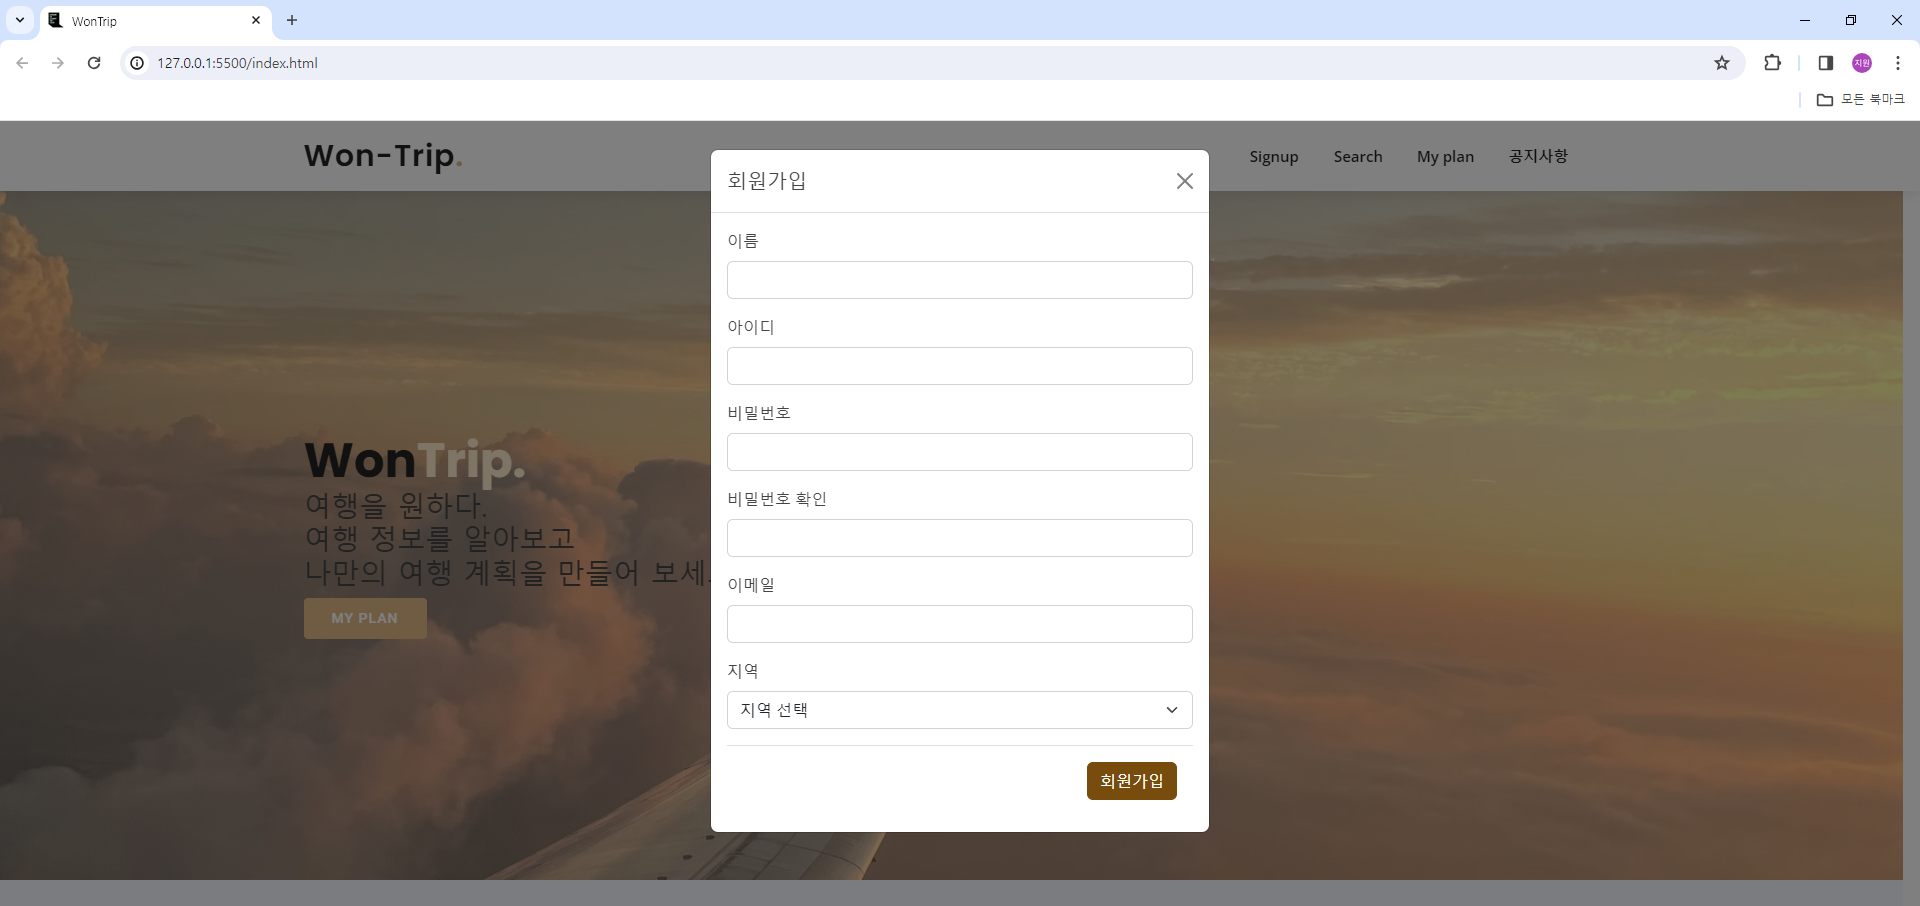 WonTrip
127.0.0.1:5500/index.html
지원
모든 북마크
Won-Trip.
Signup
Search
My plan
공지사항
회원가입
이름
아이디
비밀번호
비밀번호 확인
이메일
지역
지역 선택
회원가입
WonTrip.
여행을 원하다.
여행 정보를 알아보고
나만의 여행 계획을 만들어 보세
MY PLAN